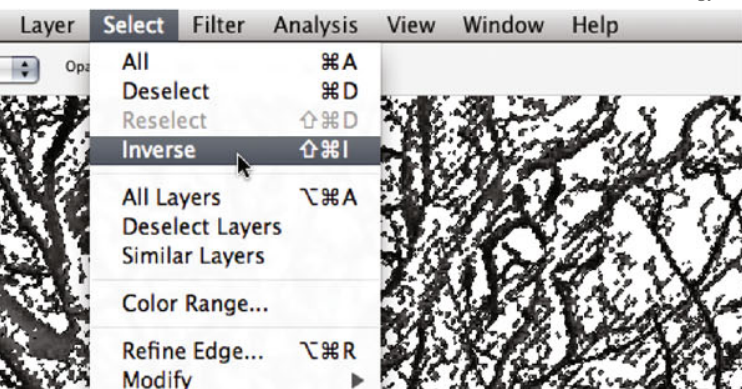 Layer Select Filter Analysis View Window Help
Opa
All ⌘A
Deselect ⌘D
Reselect ⇧⌘D
Inverse ⇧⌘I
All Layers ⌥⌘A
Deselect Layers
Similar Layers
Color Range...
Refine Edge... ⌥⌘R
Modify ▶